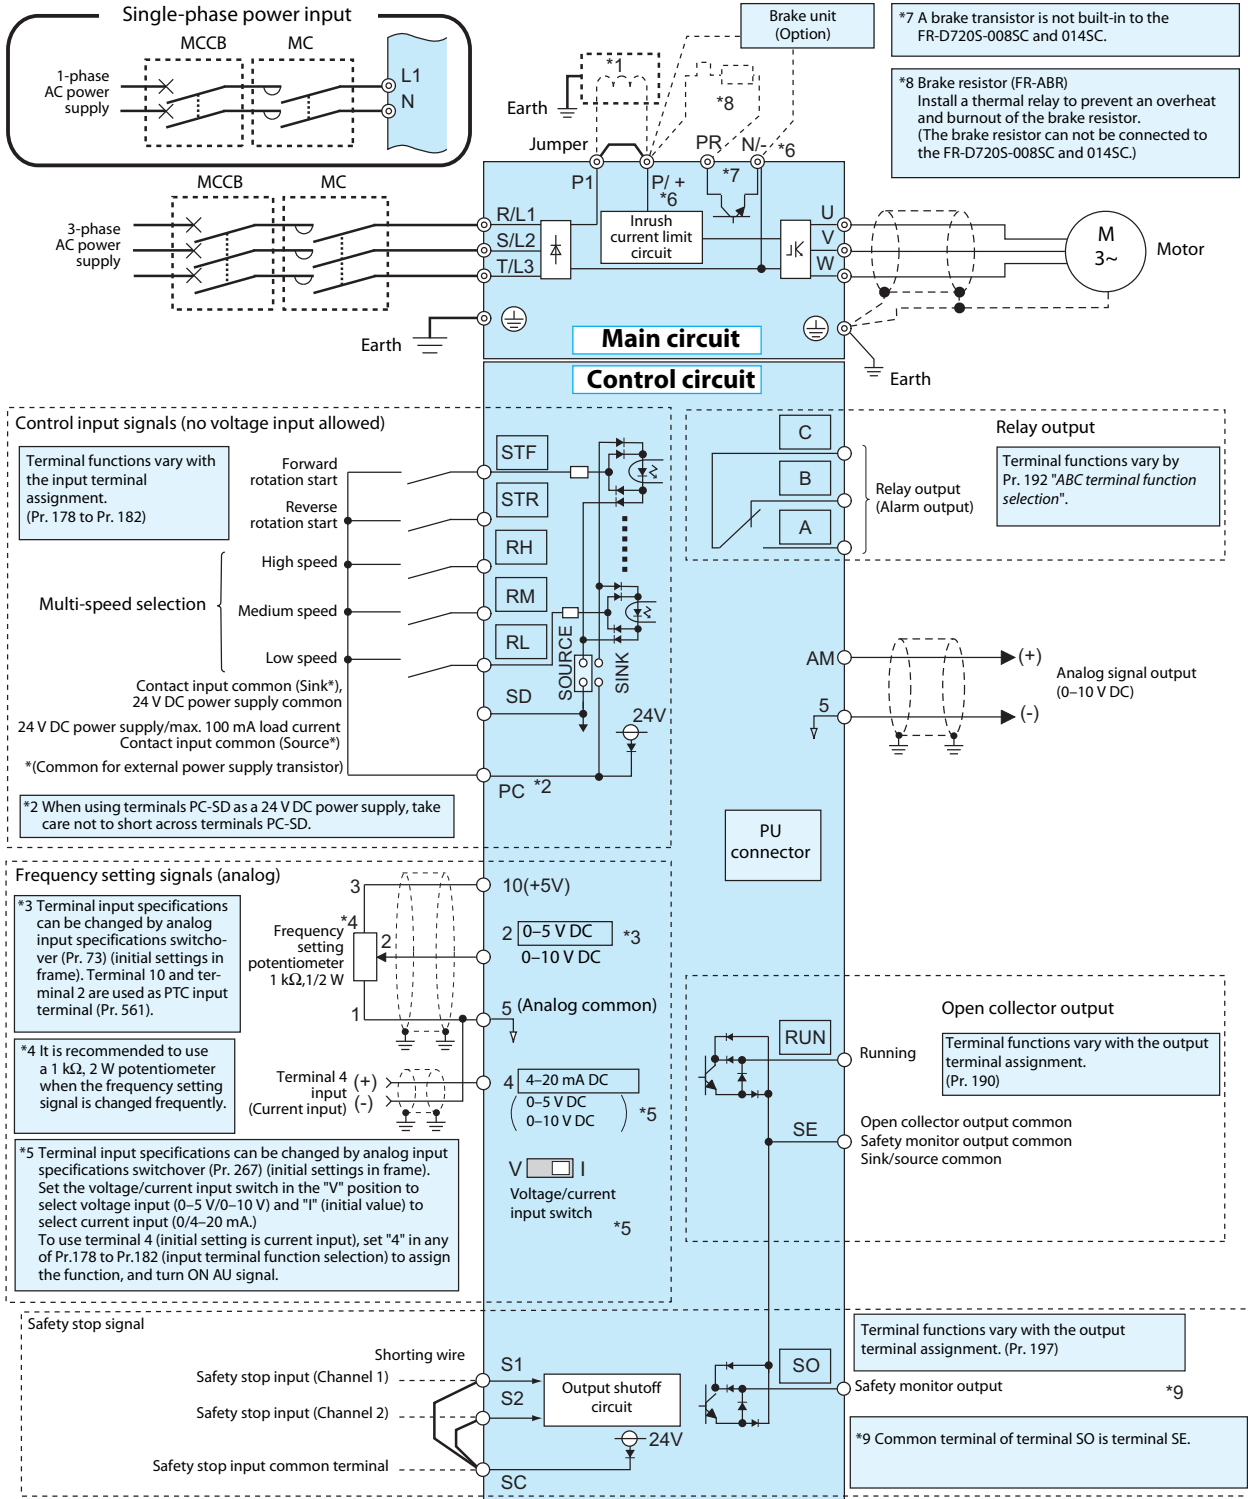 Single-phase power input
MCCB
MC
1-phase
AC power
supply
L1
N
Brake unit
(Option)
*7 A brake transistor is not built-in to the
FR-D720S-008SC and 014SC.
*8 Brake resistor (FR-ABR)
Install a thermal relay to prevent an overheat
and burnout of the brake resistor.
(The brake resistor can not be connected to
the FR-D720S-008SC and 014SC.)
*1
Earth
*8
Jumper
PR
N/-
*6
P1
P/ +
*6
*7
MCCB
MC
3-phase
AC power
supply
R/L1
S/L2
T/L3
Inrush
current limit
circuit
U
V
W
M
3~
Motor
Earth
Main circuit
Earth
Control circuit
Control input signals (no voltage input allowed)
Terminal functions vary with
the input terminal
assignment.
(Pr. 178 to Pr. 182)
Forward
rotation start
Reverse
rotation start
High speed
Multi-speed selection
Medium speed
Low speed
STF
STR
RH
RM
RL
SOURCE
SINK
SD
Contact input common (Sink*),
24 V DC power supply common
24 V DC power supply/max. 100 mA load current
Contact input common (Source*)
*(Common for external power supply transistor)
24V
PC *2
*2 When using terminals PC-SD as a 24 V DC power supply, take
care not to short across terminals PC-SD.
C
B
A
Relay output
Relay output
(Alarm output)
Terminal functions vary by
Pr. 192 "ABC terminal function
selection".
AM
(+)
Analog signal output
(0–10 V DC)
5
(-)
PU
connector
Frequency setting signals (analog)
*3 Terminal input specifications
can be changed by analog
input specifications switcho-
ver (Pr. 73) (initial settings in
frame). Terminal 10 and ter-
minal 2 are used as PTC input
terminal (Pr. 561).
3
*4
Frequency
setting
potentiometer
1 kΩ,1/2 W
2
1
10(+5V)
2 0–5 V DC *3
0–10 V DC
5 (Analog common)
*4 It is recommended to use
a 1 kΩ, 2 W potentiometer
when the frequency setting
signal is changed frequently.
Terminal 4
input
(Current input)
(+)
(-)
4 4–20 mA DC
( 0–5 V DC
0–10 V DC ) *5
*5 Terminal input specifications can be changed by analog input
specifications switchover (Pr. 267) (initial settings in frame).
Set the voltage/current input switch in the "V" position to
select voltage input (0–5 V/0–10 V) and "I" (initial value) to
select current input (0/4–20 mA.)
To use terminal 4 (initial setting is current input), set "4" in any
of Pr.178 to Pr.182 (input terminal function selection) to assign
the function, and turn ON AU signal.
V I
Voltage/current
input switch
*5
Open collector output
RUN
Running
Terminal functions vary with the output
terminal assignment.
(Pr. 190)
SE
Open collector output common
Safety monitor output common
Sink/source common
Safety stop signal
Shorting wire
Safety stop input (Channel 1)
Safety stop input (Channel 2)
Safety stop input common terminal
S1
S2
SC
Output shutoff
circuit
24V
Terminal functions vary with the output
terminal assignment. (Pr. 197)
SO
Safety monitor output
*9
*9 Common terminal of terminal SO is terminal SE.